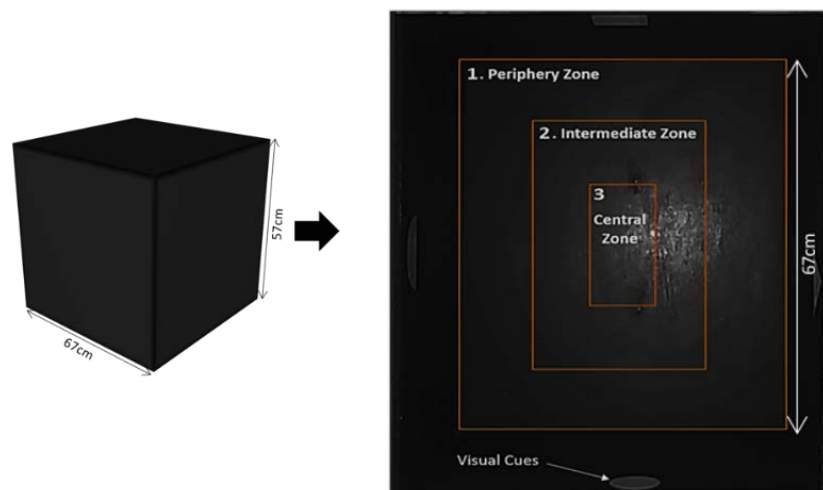 67cm
57cm
1. Periphery Zone
2. Intermediate Zone
3
Central
Zone
67cm
Visual Cues